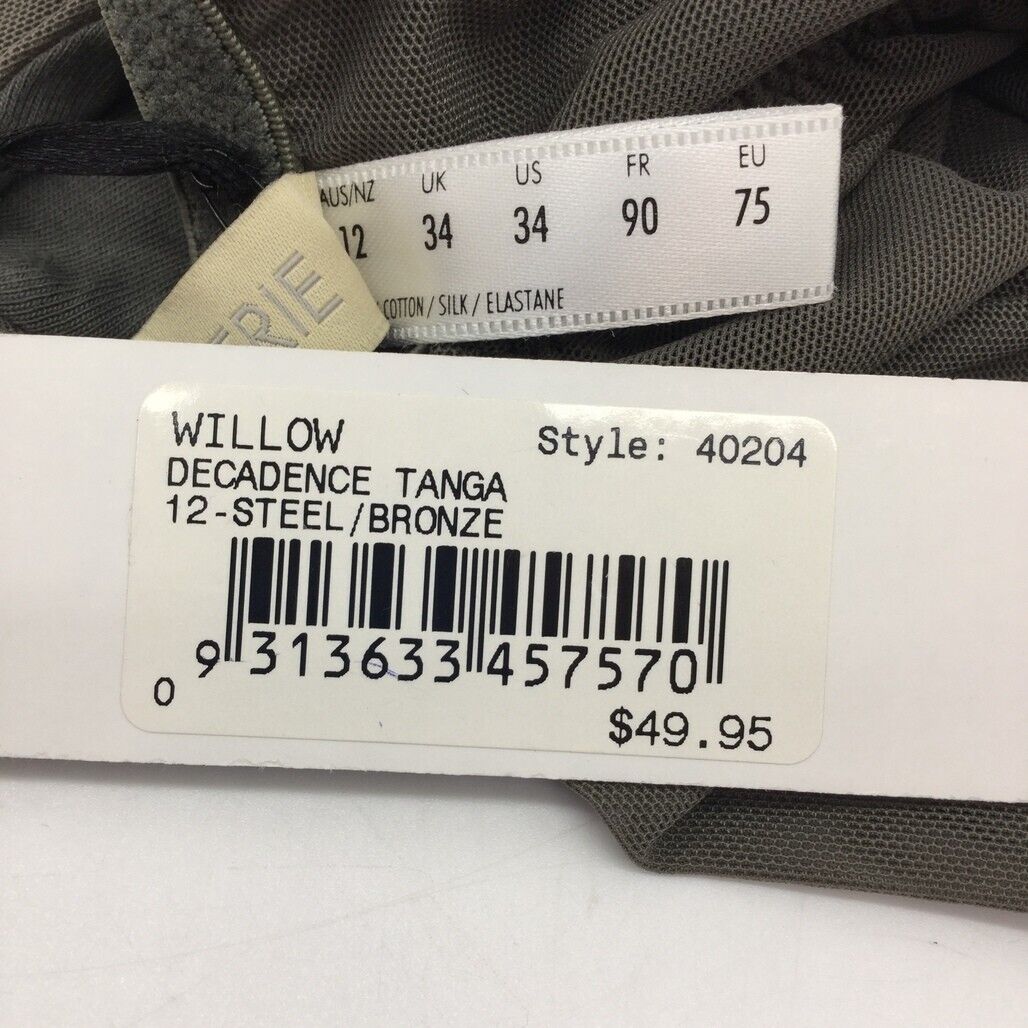 AUS/NZ UK US FR EU
12 34 34 90 75
COTTON / SILK / ELASTANE
ERIE
WILLOW Style: 40204
DECADENCE TANGA
12-STEEL/BRONZE
9 313633 457570
0
$49.95